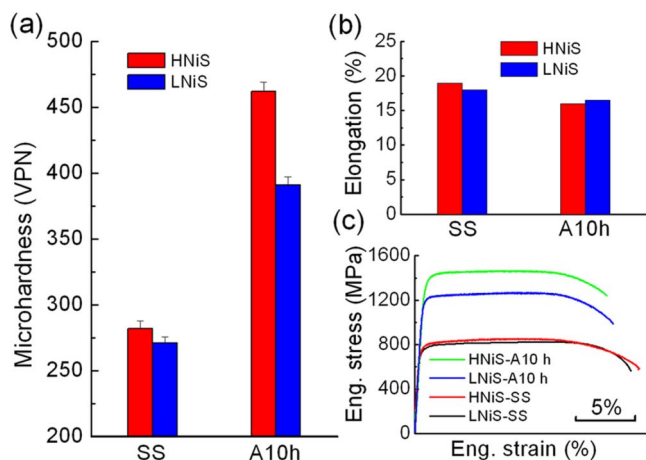 (a)
500
450
400
350
300
250
200
Microhardness (VPN)
HNiS
LNiS
SS A10h
(b)
25
20
15
10
5
0
Elongation (%)
HNiS
LNiS
SS A10h
(c)
1600
1200
800
400
0
Eng. stress (MPa)
HNiS-A10 h
LNiS-A10 h
HNiS-SS
LNiS-SS
5%
Eng. strain (%)